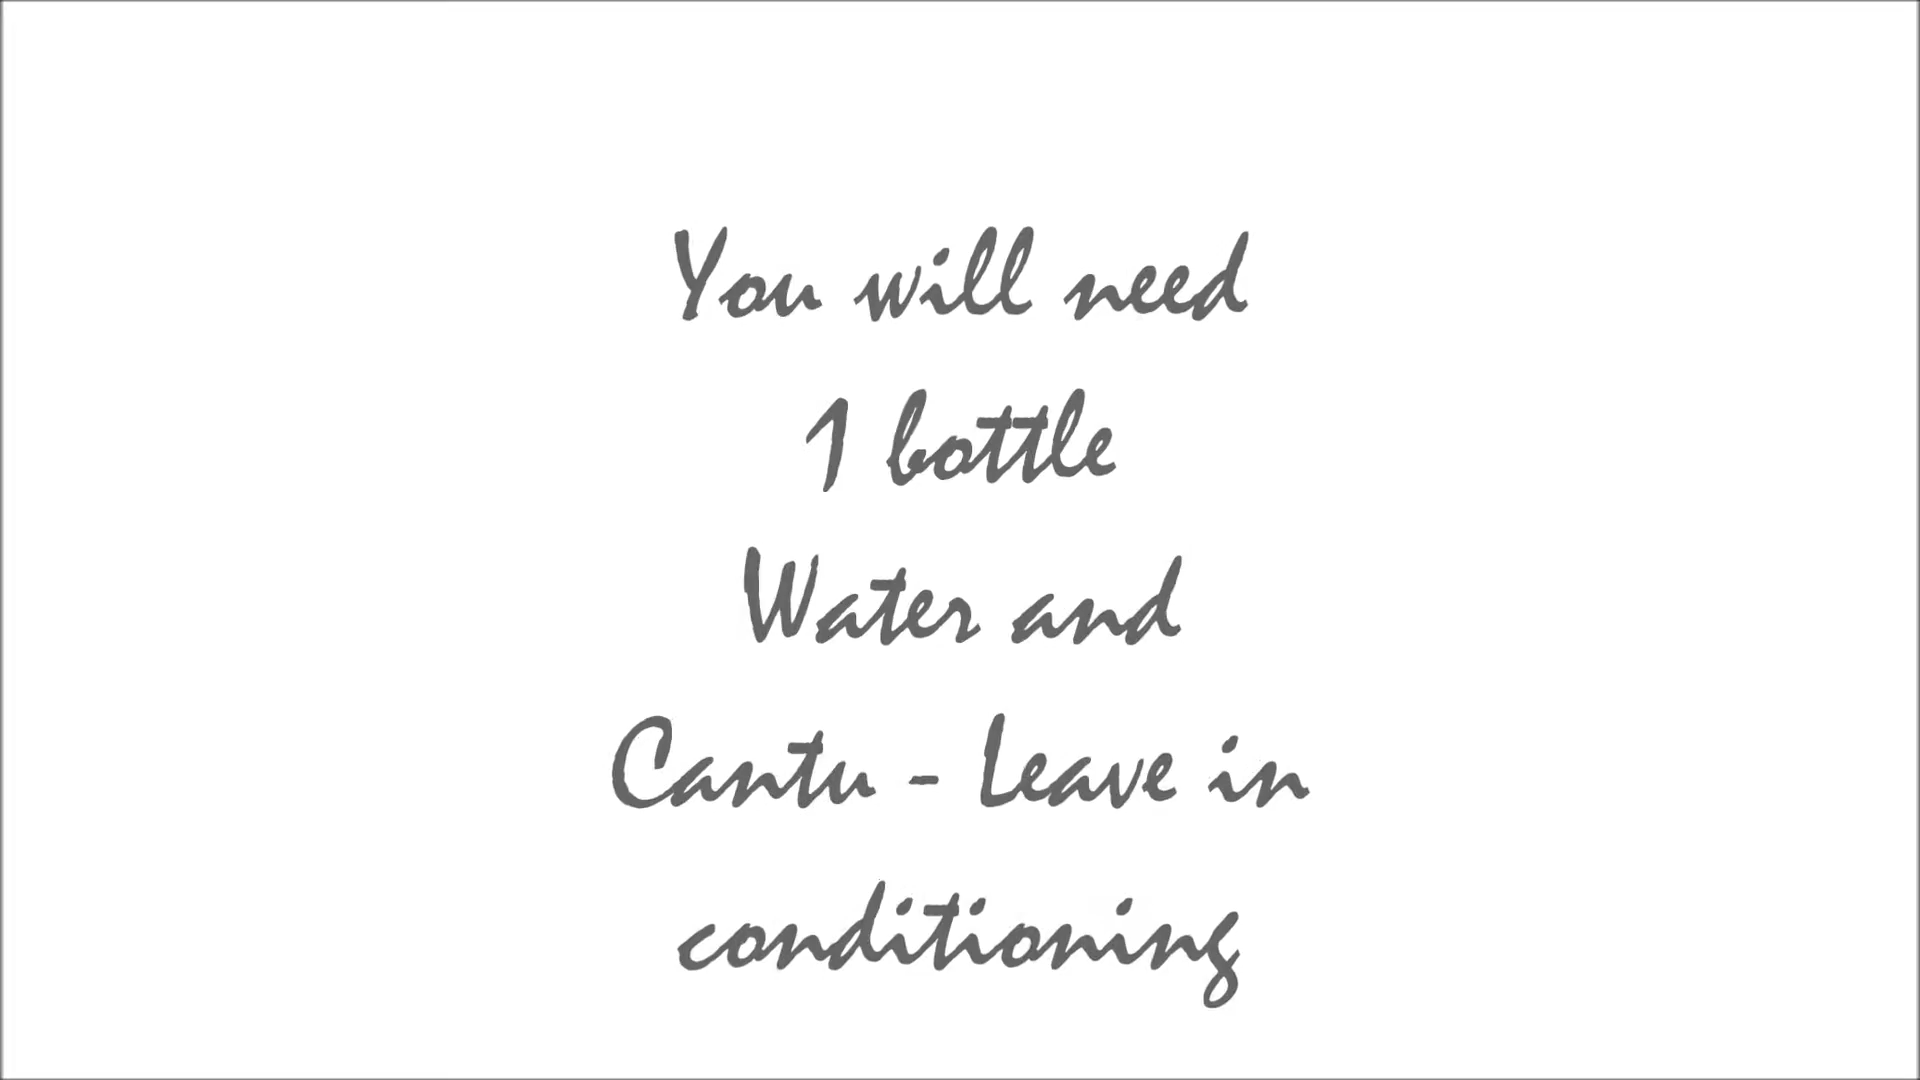 You will need
1 bottle
Water and
Cantu - Leave in
conditioning